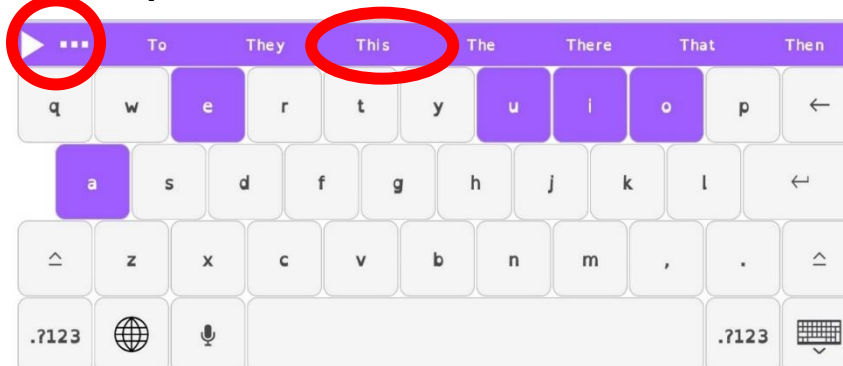 To They This The There That Then
q w e r t y u i o p
a s d f g h j k l
z x c v b n m , .
.?123 .?123